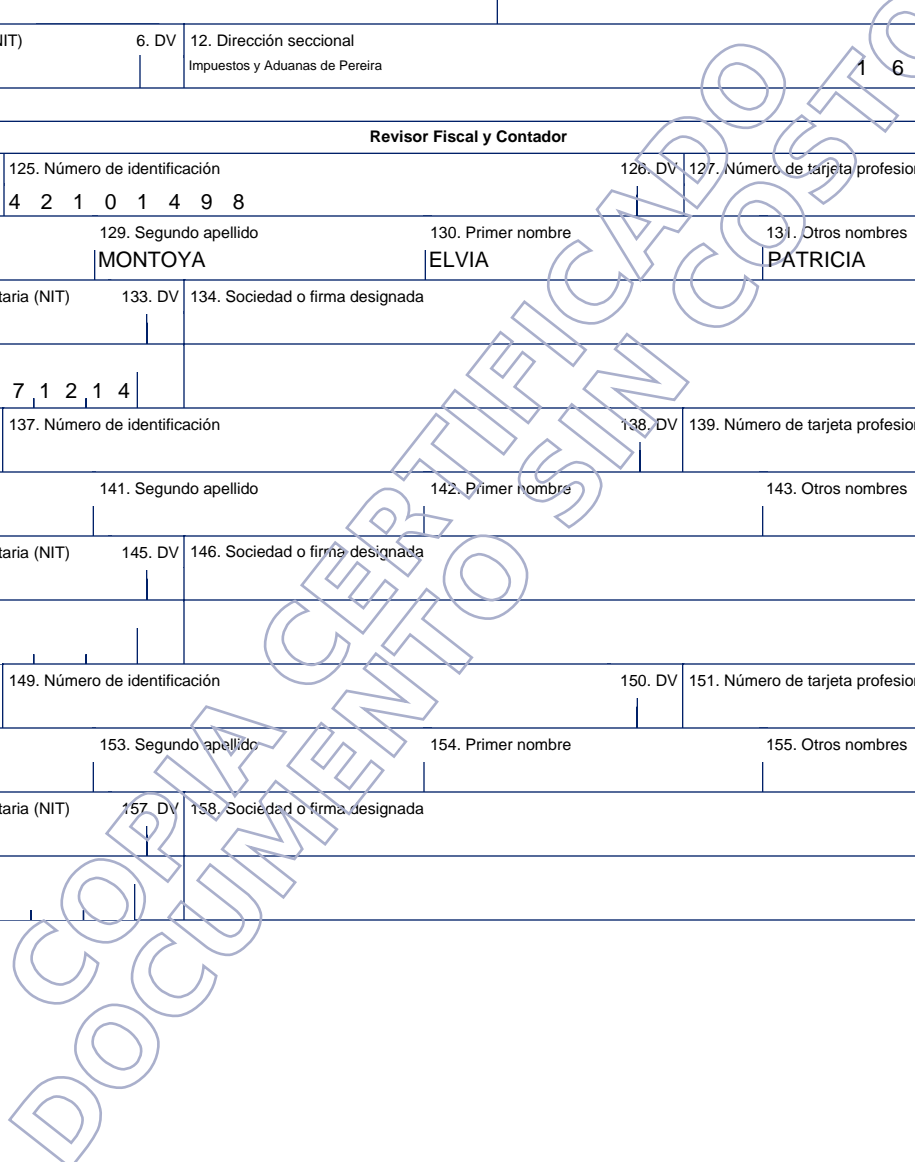 NIT) 6. DV 12. Dirección seccional
Impuestos y Aduanas de Pereira 1 6
Revisor Fiscal y Contador
125. Número de identificación 126. DV 127. Número de tarjeta profesion
4 2 1 0 1 4 9 8
129. Segundo apellido 130. Primer nombre 131. Otros nombres
MONTOYA ELVIA PATRICIA
taria (NIT) 133. DV 134. Sociedad o firma designada
7 1 2 1 4
137. Número de identificación 138. DV 139. Número de tarjeta profesion
141. Segundo apellido 142. Primer nombre 143. Otros nombres
taria (NIT) 145. DV 146. Sociedad o firma designada
149. Número de identificación 150. DV 151. Número de tarjeta profesion
153. Segundo apellido 154. Primer nombre 155. Otros nombres
taria (NIT) 157. DV 158. Sociedad o firma designada
COPIA CERTIFICADO
DOCUMENTO SIN COSTO